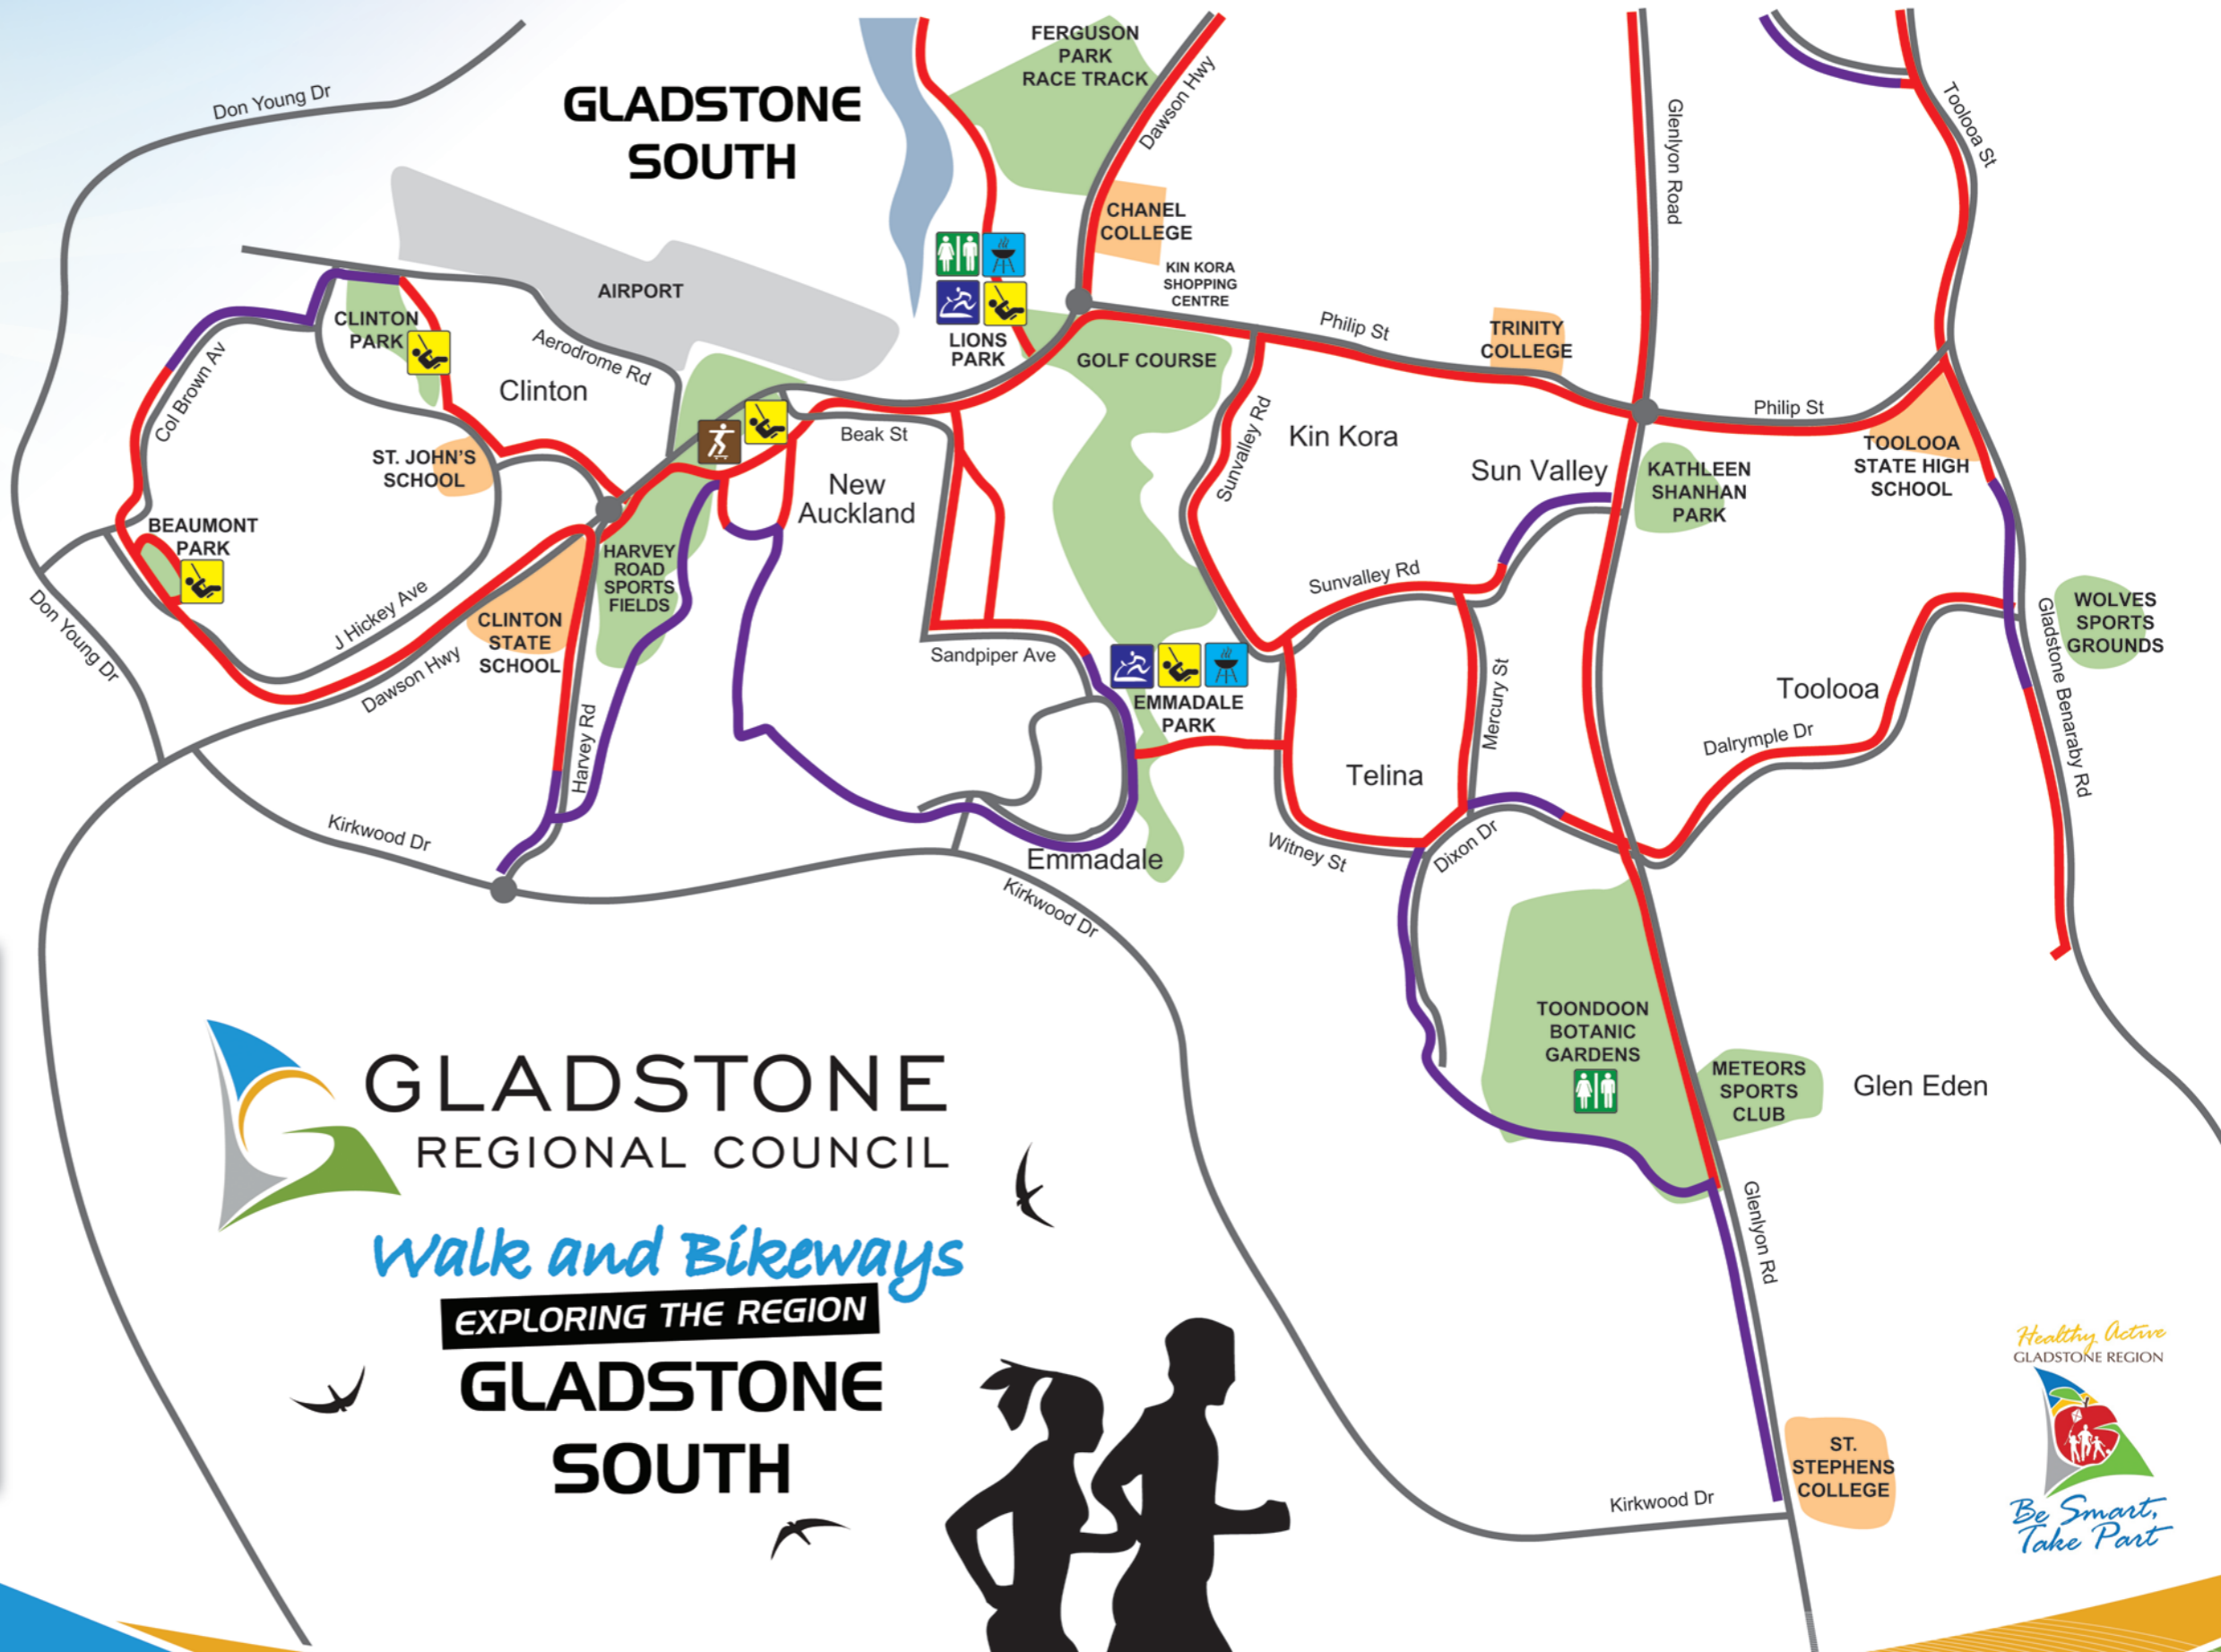 Don Young Dr
GLADSTONE
SOUTH
FERGUSON
PARK
RACE TRACK
Dawson Hwy
Glenlyon Road
Toolooa St
CHANEL
COLLEGE
KIN KORA
SHOPPING
CENTRE
AIRPORT
CLINTON
PARK
Aerodrome Rd
Clinton
Col Brown Av
LIONS
PARK
GOLF COURSE
Philip St
TRINITY
COLLEGE
Philip St
Beak St
Sunvalley Rd
Kin Kora
Sun Valley
KATHLEEN
SHANHAN
PARK
TOOLOOA
STATE HIGH
SCHOOL
ST. JOHN'S
SCHOOL
New
Auckland
BEAUMONT
PARK
HARVEY
ROAD
SPORTS
FIELDS
Don Young Dr
J Hickey Ave
Dawson Hwy
CLINTON
STATE
SCHOOL
Harvey Rd
Sandpiper Ave
EMMADALE
PARK
Sunvalley Rd
Mercury St
Telina
Toolooa
Dalrymple Dr
WOLVES
SPORTS
GROUNDS
Gladstone Benaraby Rd
Kirkwood Dr
Emmadale
Kirkwood Dr
Witney St
Dixon Dr
TOONDOON
BOTANIC
GARDENS
METEORS
SPORTS
CLUB
Glen Eden
Glenlyon Rd
GLADSTONE
REGIONAL COUNCIL
Walk and Bikeways
EXPLORING THE REGION
GLADSTONE
SOUTH
Kirkwood Dr
ST.
STEPHENS
COLLEGE
Healthy Active
GLADSTONE REGION
Be Smart,
Take Part